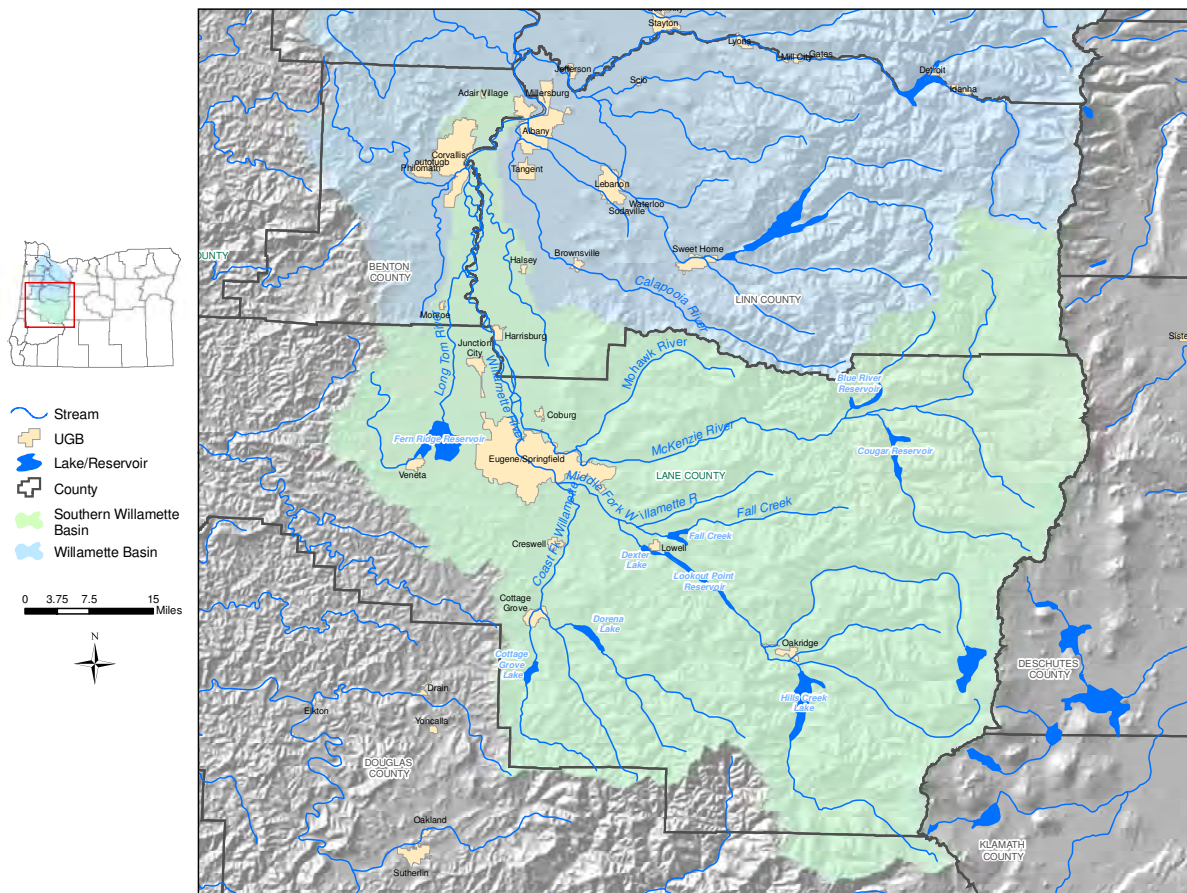 Stayton
Lyons
Mill City
Gates
Jefferson
Scio
Detroit
Idanha
Adair Village
Millersburg
Albany
Corvallis
outofugb
Philomath
Tangent
Lebanon
Waterloo
Sodaville
Brownsville
Sweet Home
Halsey
BENTON
COUNTY
OUNTY
LINN COUNTY
Calapooia River
Monroe
Harrisburg
Junction
City
Long Tom River
Willamette River
Mohawk River
Siste
Blue River
Reservoir
Coburg
McKenzie River
Fern Ridge Reservoir
Eugene/Springfield
Cougar Reservoir
Veneta
LANE COUNTY
Middle Fork Willamette R
Fall Creek
Fall Creek
Coast Fk Willamette
Creswell
Dexter
Lake
Lowell
Lookout Point
Reservoir
Cottage
Grove
Dorena
Lake
Oakridge
Cottage
Grove
Lake
DESCHUTES
COUNTY
Hills Creek
Lake
Drain
Elkton
Yoncalla
DOUGLAS
COUNTY
Oakland
Sutherlin
KLAMATH
COUNTY
Stream
UGB
Lake/Reservoir
County
Southern Willamette
Basin
Willamette Basin
0 3.75 7.5 15
Miles
N